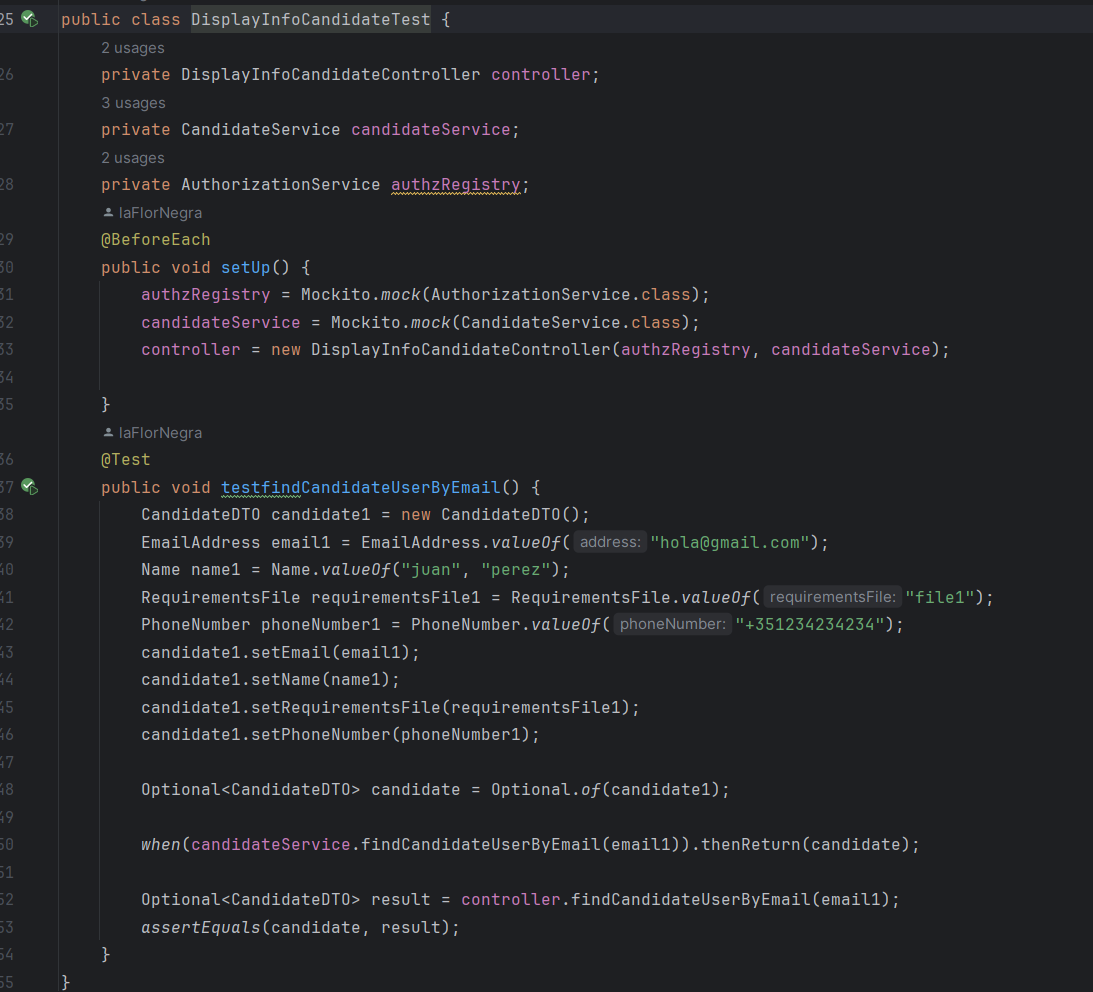 25 public class DisplayInfoCandidateTest {
2 usages
26 private DisplayInfoCandidateController controller;
3 usages
27 private CandidateService candidateService;
2 usages
28 private AuthorizationService authzRegistry;
laFlorNegra
29 @BeforeEach
30 public void setUp() {
31 authzRegistry = Mockito.mock(AuthorizationService.class);
32 candidateService = Mockito.mock(CandidateService.class);
33 controller = new DisplayInfoCandidateController(authzRegistry, candidateService);
34
35 }
laFlorNegra
36 @Test
37 public void testfindCandidateUserByEmail() {
38 CandidateDTO candidate1 = new CandidateDTO();
39 EmailAddress email1 = EmailAddress.valueOf( address: "hola@gmail.com");
40 Name name1 = Name.valueOf("juan", "perez");
41 RequirementsFile requirementsFile1 = RequirementsFile.valueOf( requirementsFile: "file1");
42 PhoneNumber phoneNumber1 = PhoneNumber.valueOf( phoneNumber: "+351234234234");
43 candidate1.setEmail(email1);
44 candidate1.setName(name1);
45 candidate1.setRequirementsFile(requirementsFile1);
46 candidate1.setPhoneNumber(phoneNumber1);
47
48 Optional<CandidateDTO> candidate = Optional.of(candidate1);
49
50 when(candidateService.findCandidateUserByEmail(email1)).thenReturn(candidate);
51
52 Optional<CandidateDTO> result = controller.findCandidateUserByEmail(email1);
53 assertEquals(candidate, result);
54 }
55 }